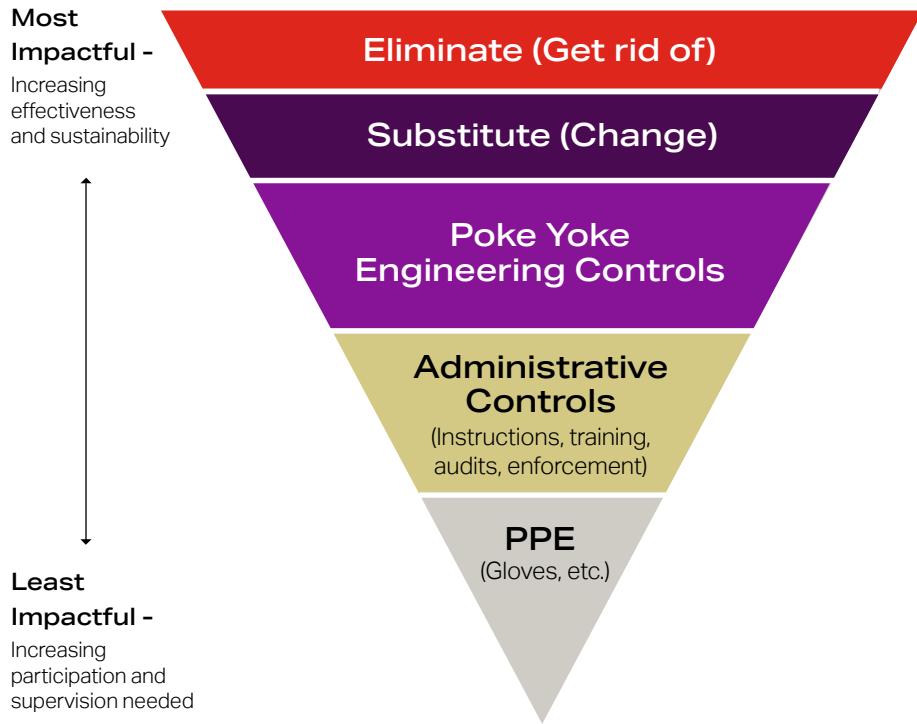 Most
Impactful -
Increasing
effectiveness
and sustainability
Eliminate (Get rid of)
Substitute (Change)
Poke Yoke
Engineering Controls
Administrative
Controls
(Instructions, training,
audits, enforcement)
PPE
(Gloves, etc.)
Least
Impactful -
Increasing
participation and
supervision needed